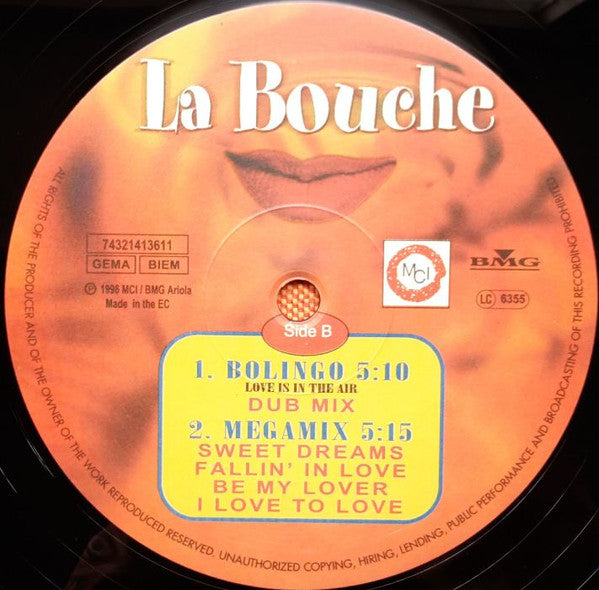 La Bouche
74321413611
GEMA BIEM
℗ 1996 MCI / BMG Ariola
Made in the EC
MCI
BMG
LC 6355
Side B
1. BOLINGO 5:10
LOVE IS IN THE AIR
DUB MIX
2. MEGAMIX 5:15
SWEET DREAMS
FALLIN' IN LOVE
BE MY LOVER
I LOVE TO LOVE
ALL RIGHTS OF THE PRODUCER AND OF THE OWNER OF THE WORK REPRODUCED RESERVED. UNAUTHORIZED COPYING, HIRING, LENDING, PUBLIC PERFORMANCE AND BROADCASTING OF THIS RECORDING PROHIBITED